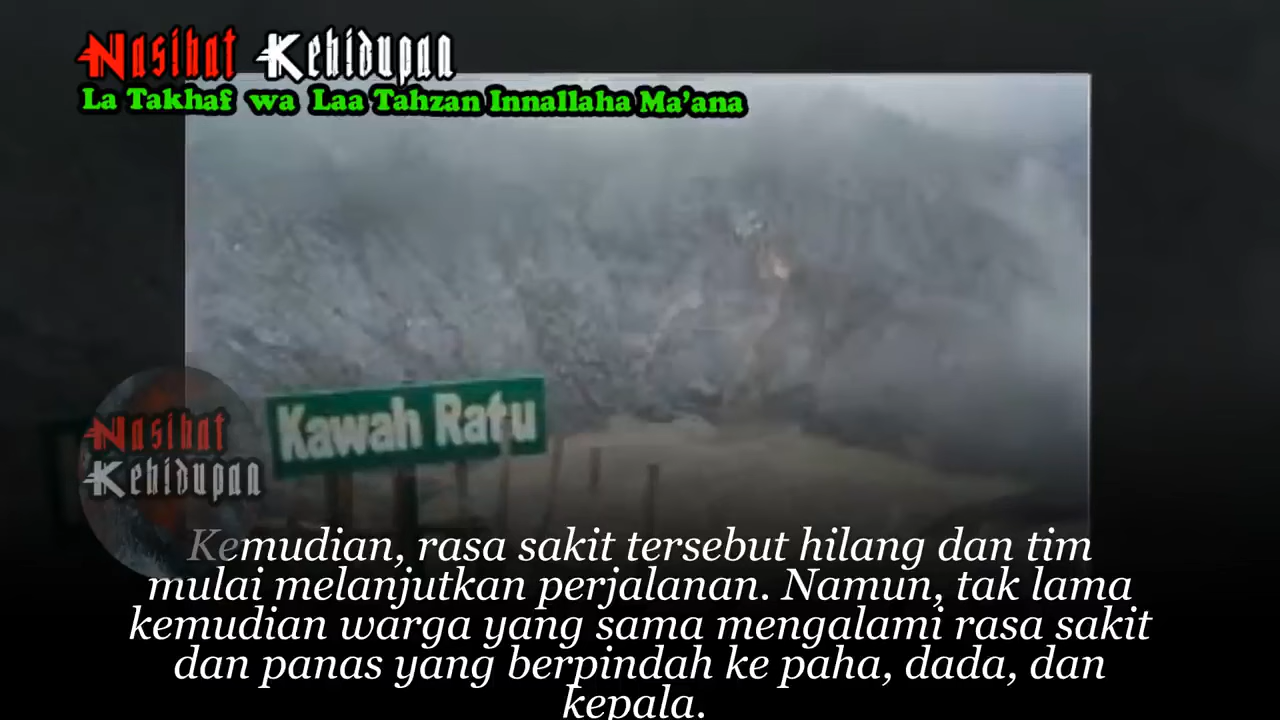 Nasihat Kehidupan
La Takhaf wa Laa Tahzan Innallaha Ma'ana
Kawah Ratu
Nasihat
Kehidupan
Kemudian, rasa sakit tersebut hilang dan tim
mulai melanjutkan perjalanan. Namun, tak lama
kemudian warga yang sama mengalami rasa sakit
dan panas yang berpindah ke paha, dada, dan
kepala.